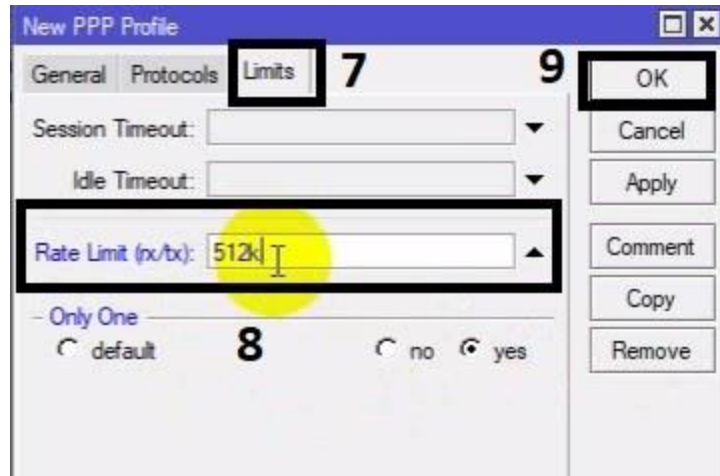 New PPP Profile
General Protocols Limits 7 9 OK
Session Timeout: Cancel
Idle Timeout: Apply
Rate Limit (rx/tx): 512k Comment
Only One Copy
default 8 no yes Remove